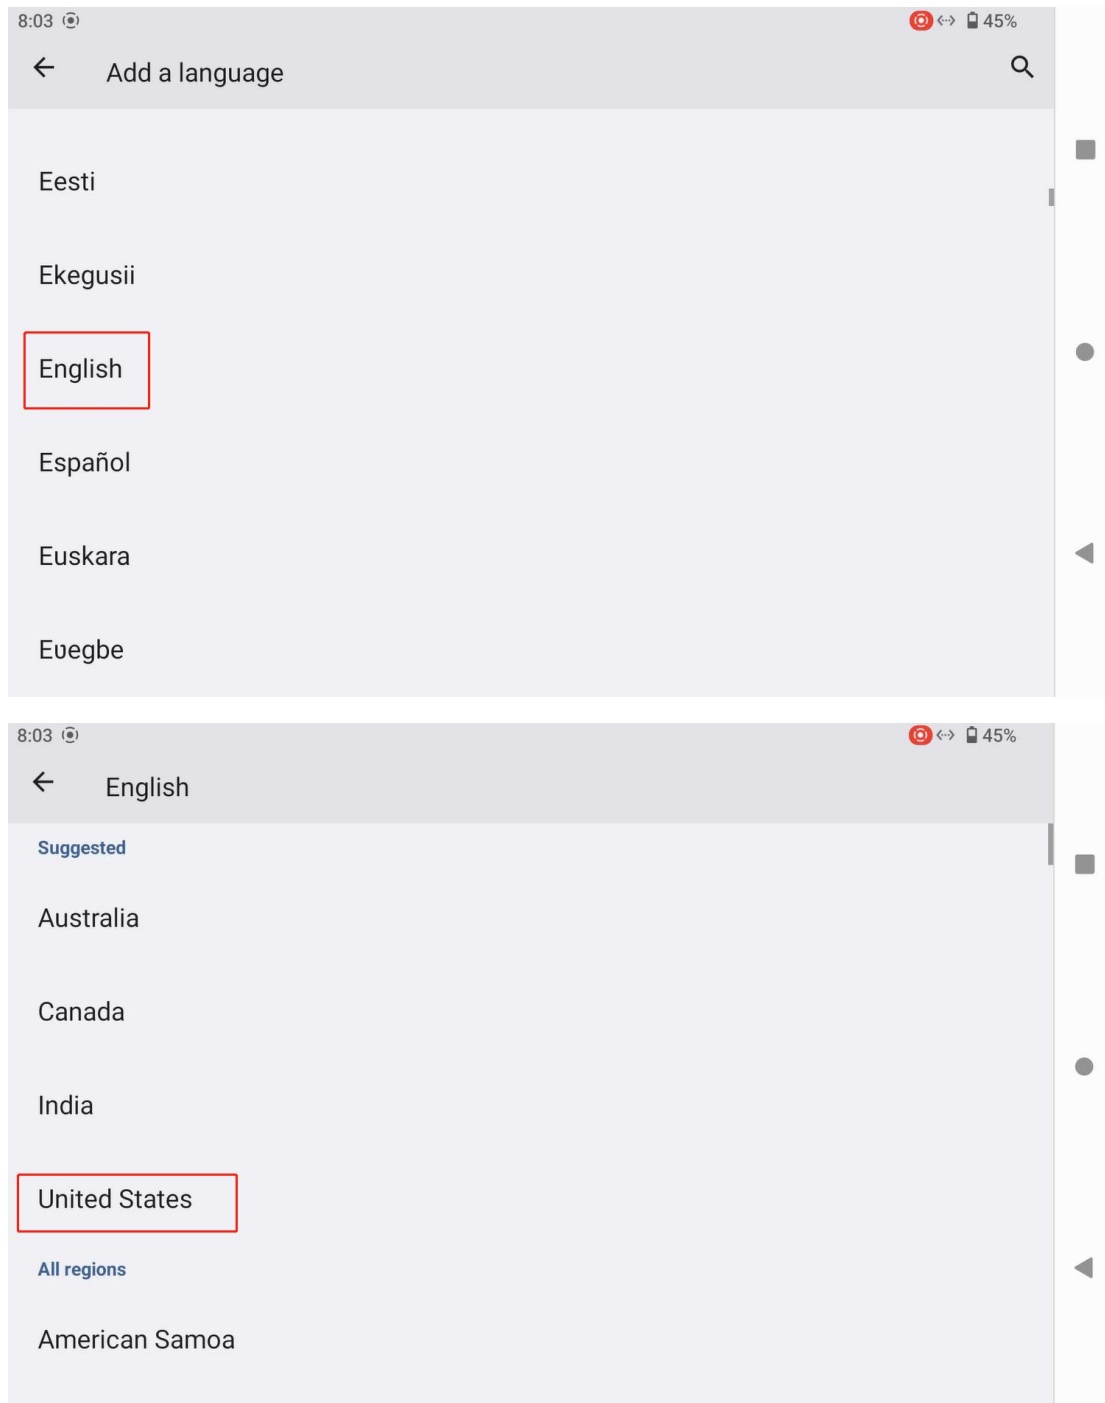 8:03 45%
Add a language
Eesti
Ekegusii
English
Español
Euskara
Eʋegbe
8:03 45%
English
Suggested
Australia
Canada
India
United States
All regions
American Samoa